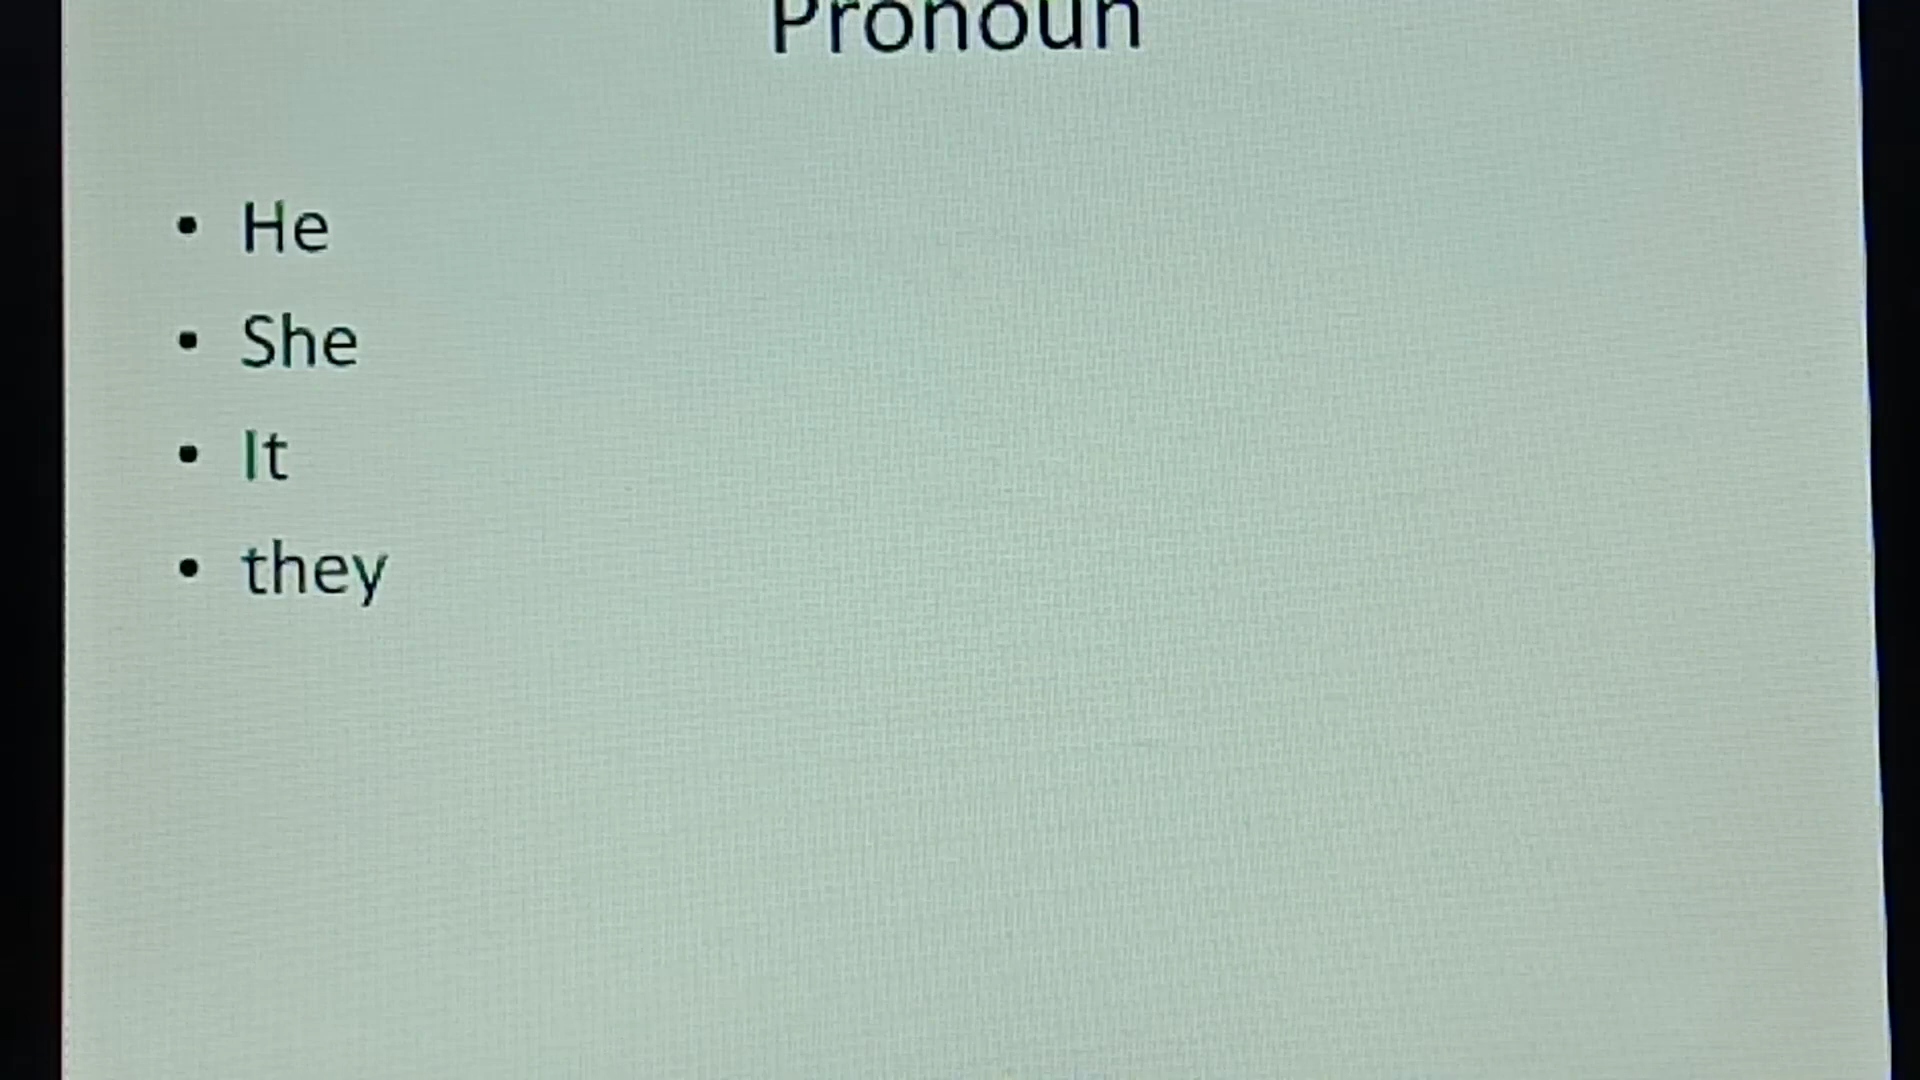 Pronoun
• He
• She
• It
• they